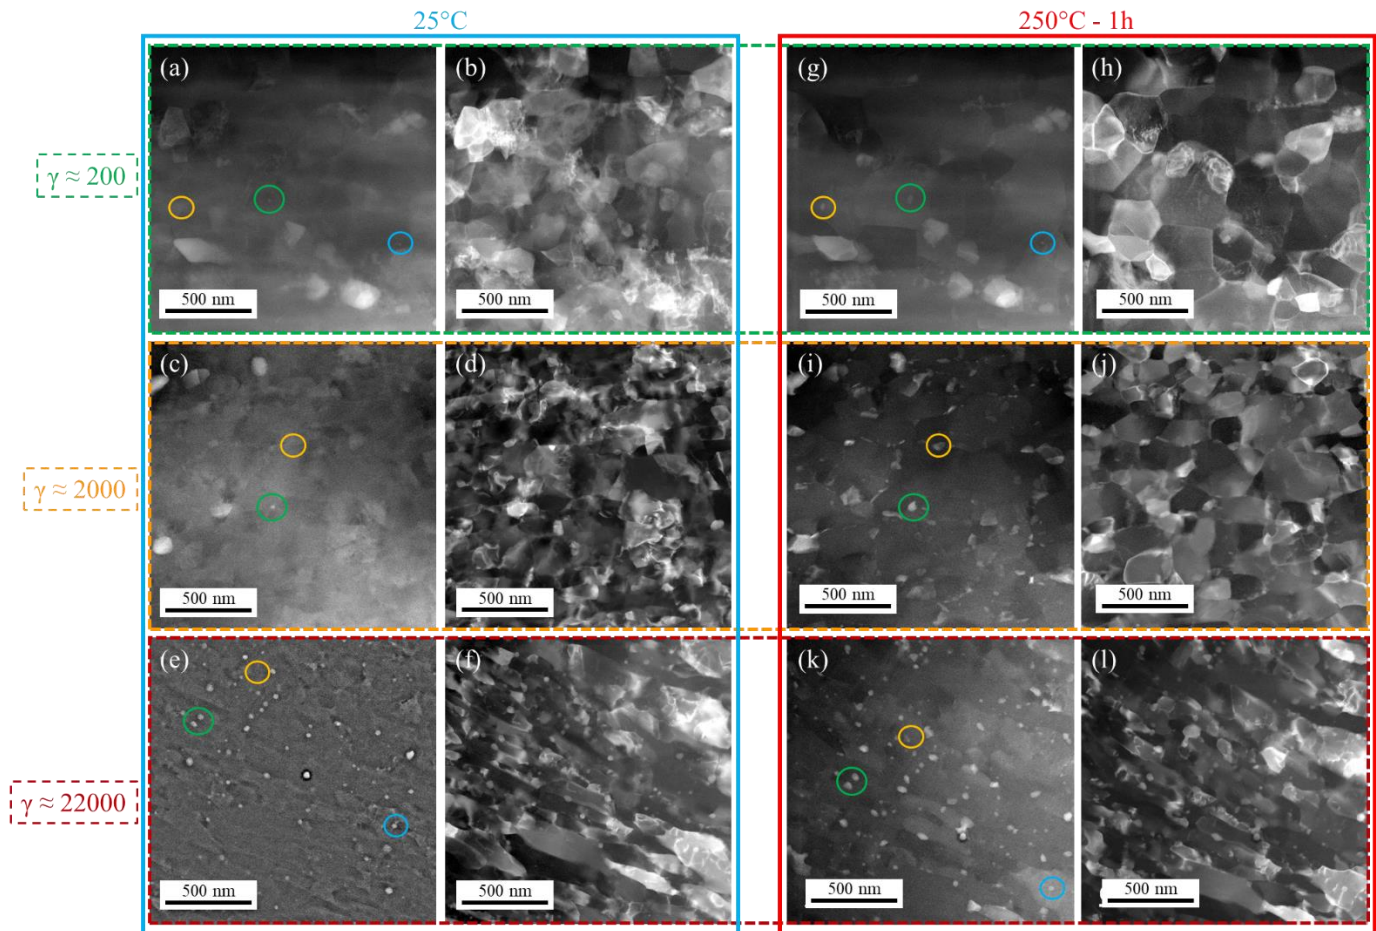 25°C
250°C - 1h
(a)
(b)
(g)
(h)
γ ≈ 200
500 nm
500 nm
500 nm
500 nm
(c)
(d)
(i)
(j)
γ ≈ 2000
500 nm
500 nm
500 nm
500 nm
(e)
(f)
(k)
(l)
γ ≈ 22000
500 nm
500 nm
500 nm
500 nm